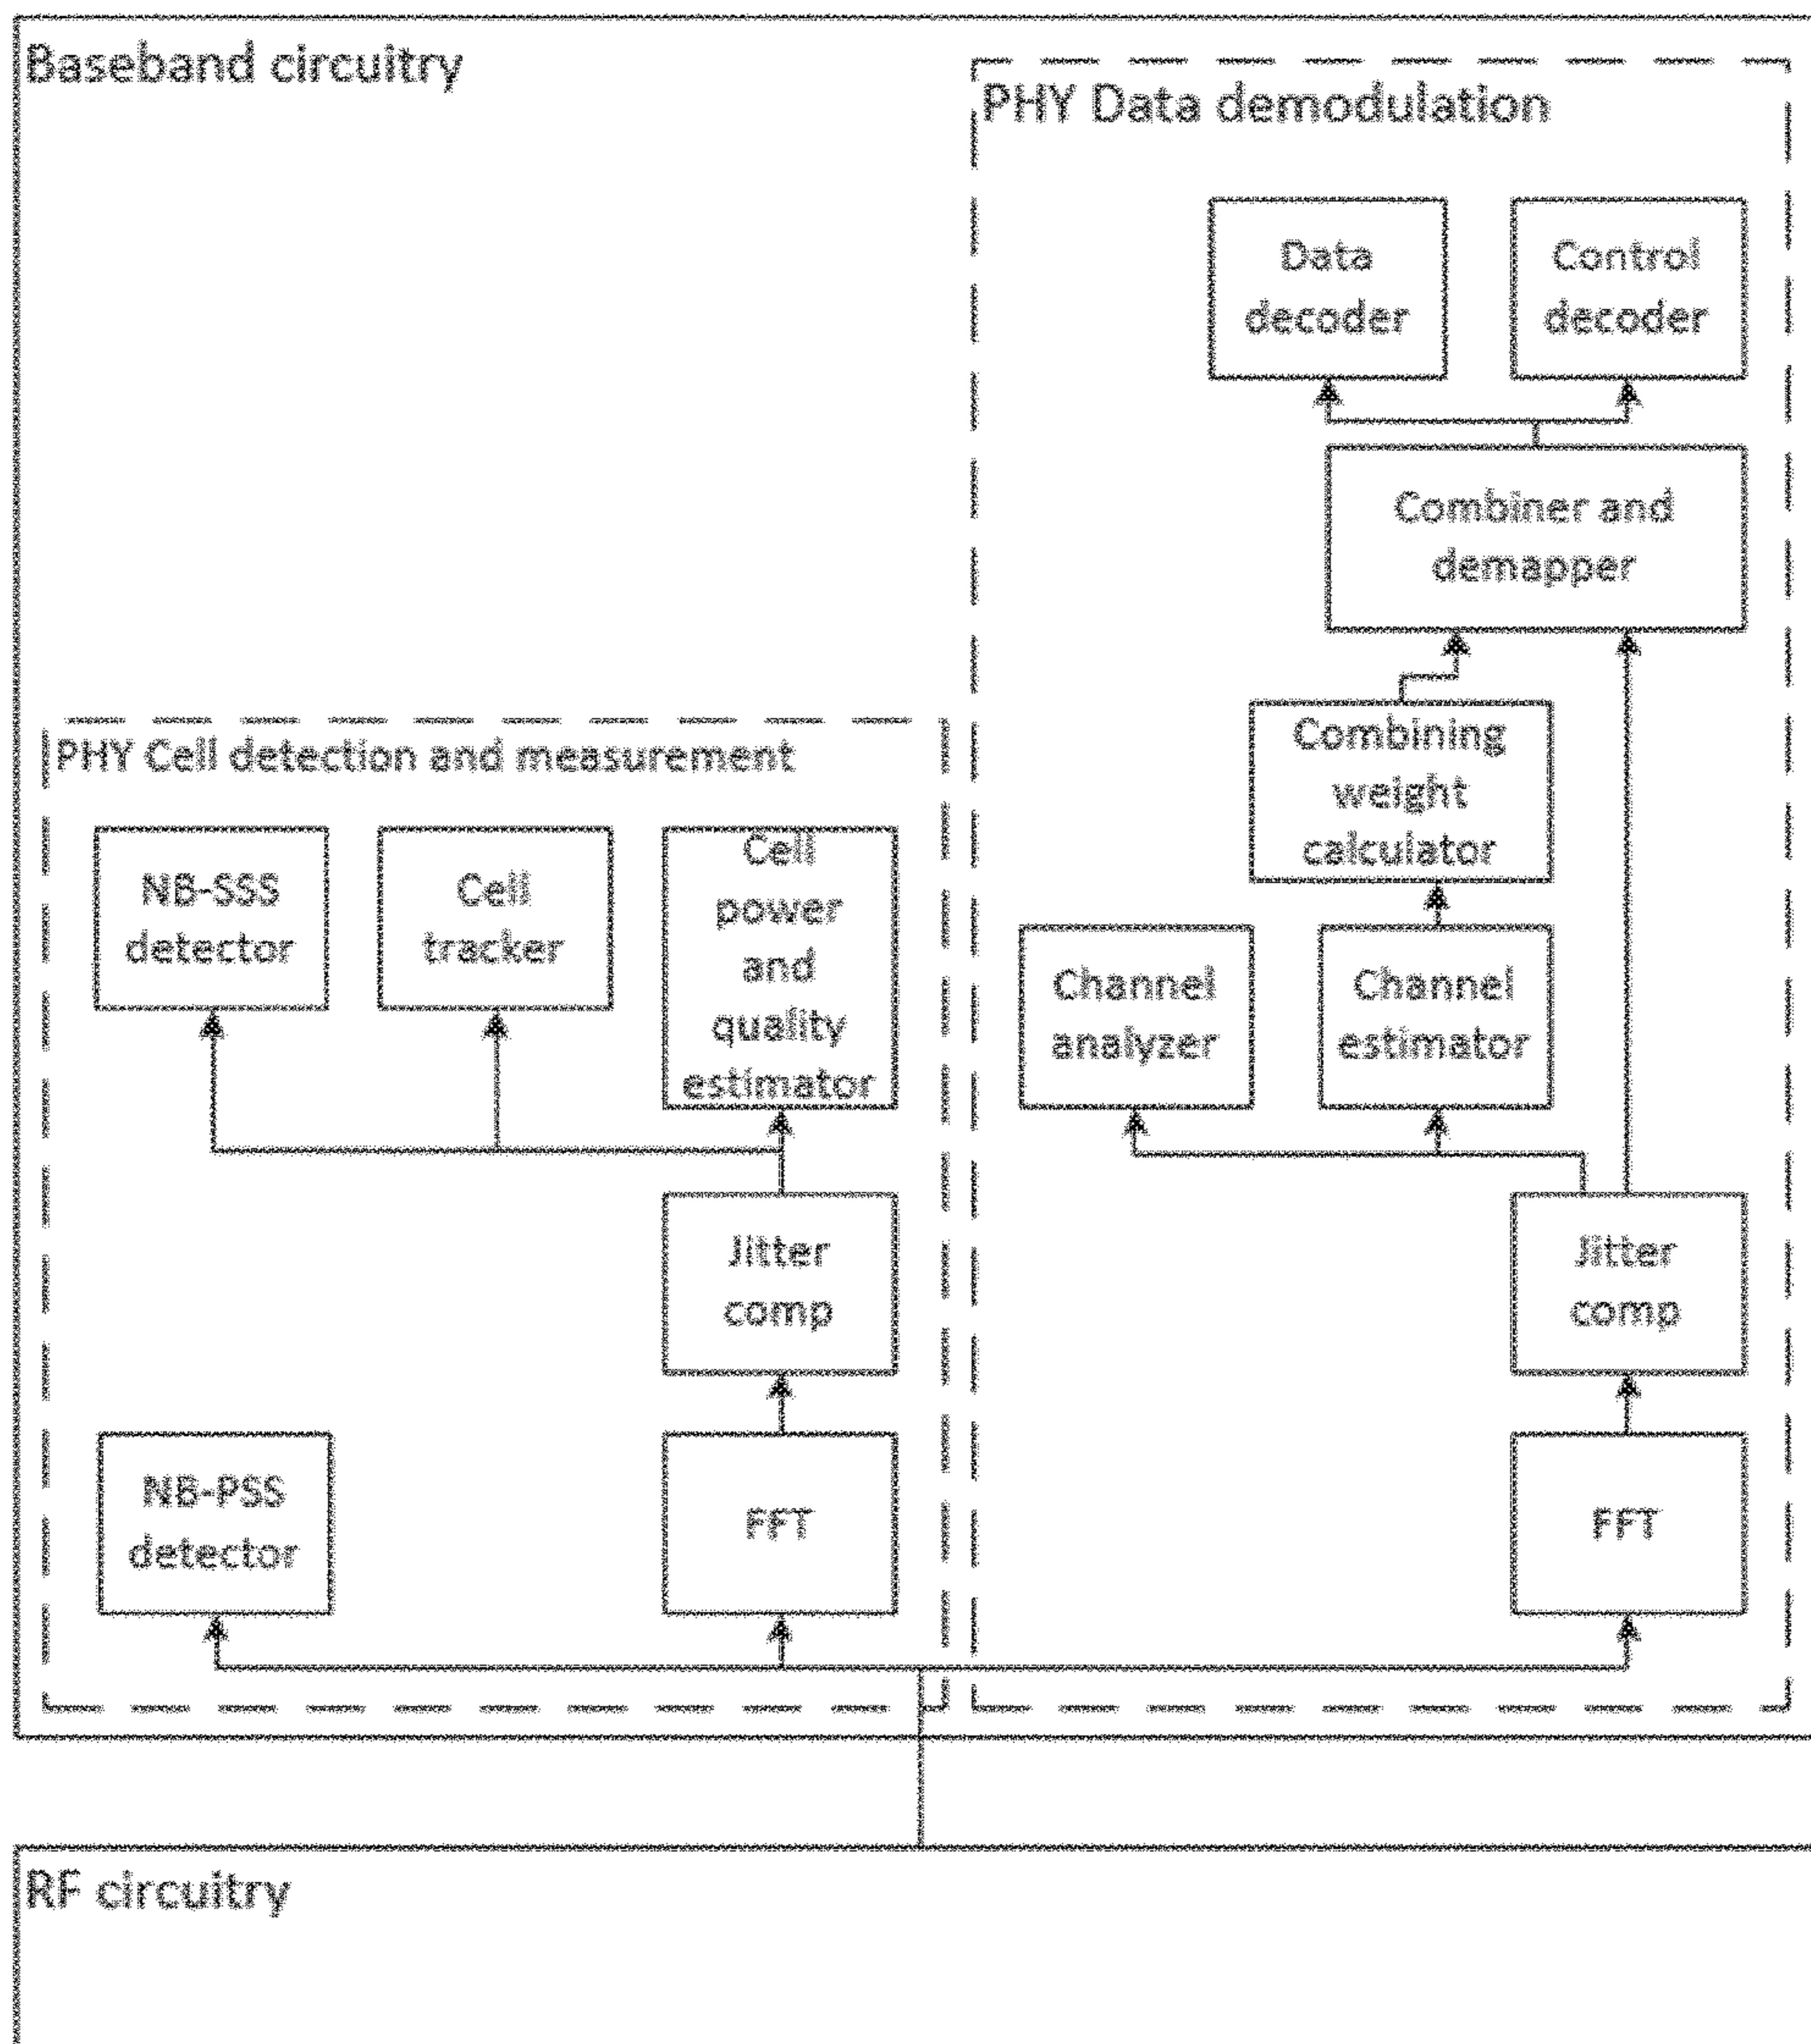 Baseband circuitry
PHY Data demodulation
Data
decoder
Control
decoder
Combiner and
demapper
Combining
weight
calculator
Channel
analyzer
Channel
estimator
Jitter
comp
FFT
PHY Cell detection and measurement
NB-SSS
detector
Cell
tracker
Cell
power
and
quality
estimator
Jitter
comp
NB-PSS
detector
FFT
RF circuitry